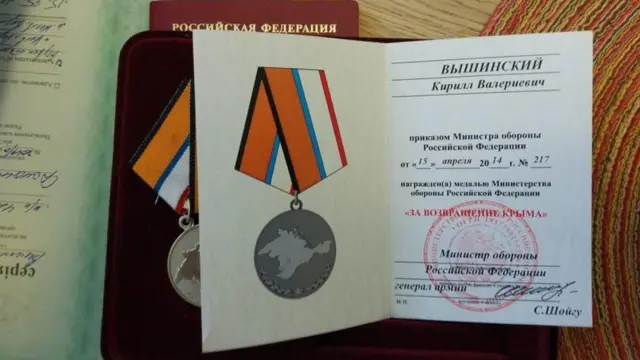 РОССИЙСКАЯ ФЕДЕРАЦИЯ
ВЫШИНСКИЙ
Кирилл Валериевич
приказом Министра обороны
Российской Федерации
от «15» апреля 2014 г. № 217
награжден(а) медалью Министерства
обороны Российской Федерации
«ЗА ВОЗВРАЩЕНИЕ КРЫМА»
Министр обороны
Российской Федерации
генерал армии
М.П.
С.Шойгу
серія